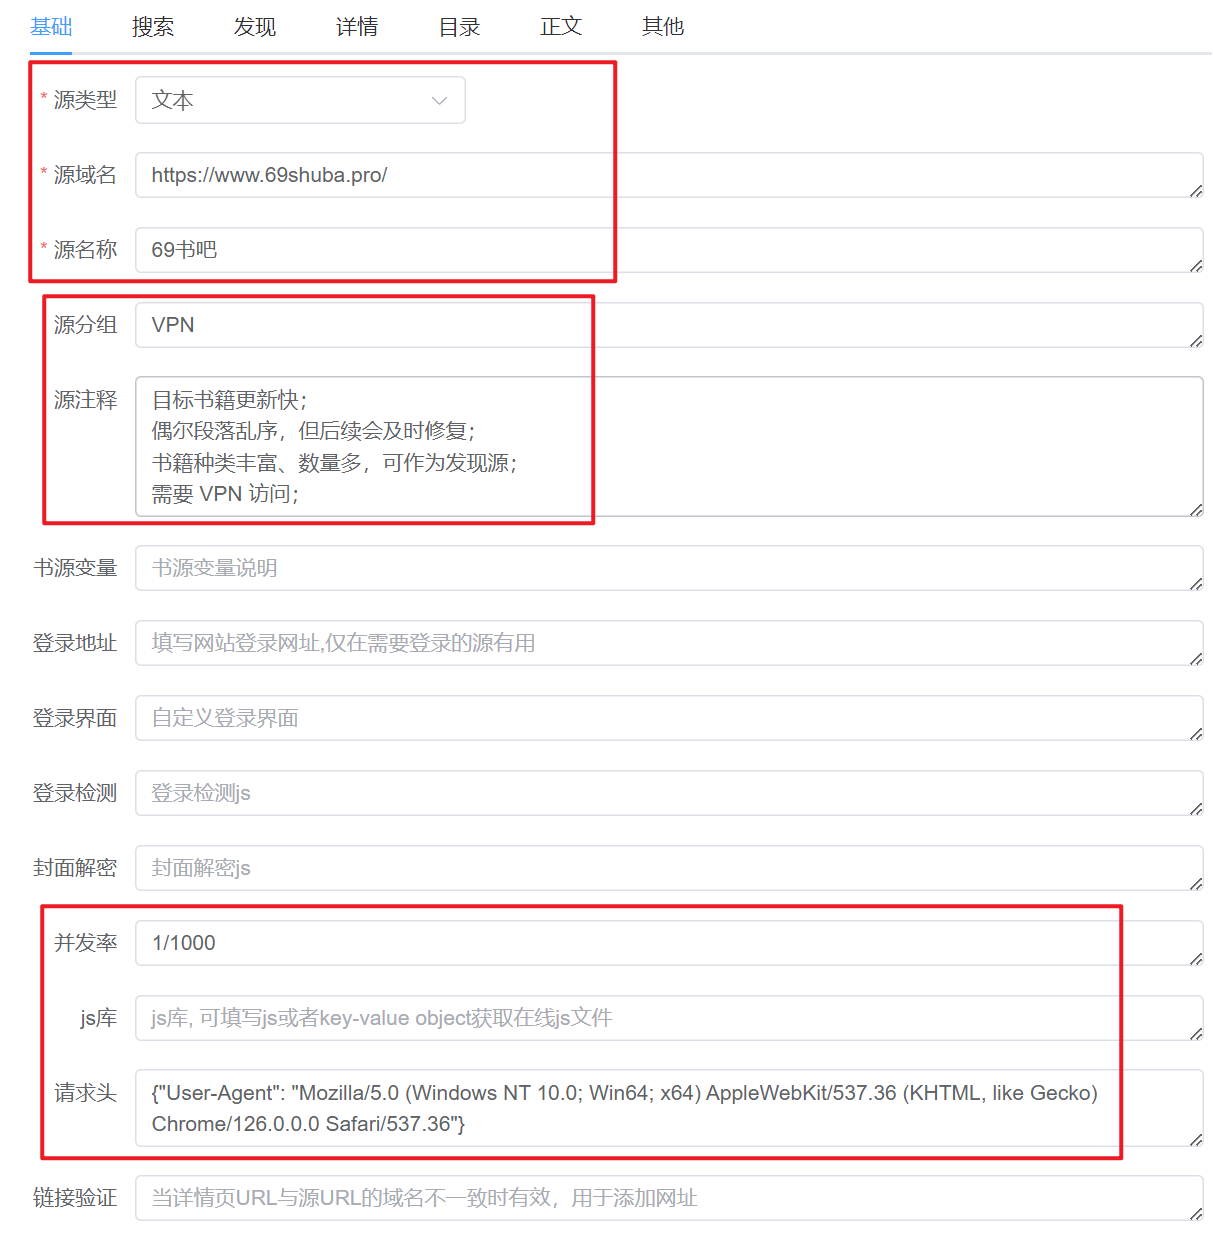 基础 搜索 发现 详情 目录 正文 其他
* 源类型 文本
* 源域名 https://www.69shuba.pro/
* 源名称 69书吧
源分组 VPN
源注释 目标书籍更新快；
偶尔段落乱序，但后续会及时修复；
书籍种类丰富、数量多，可作为发现源；
需要 VPN 访问；
书源变量 书源变量说明
登录地址 填写网站登录网址,仅在需要登录的源有用
登录界面 自定义登录界面
登录检测 登录检测js
封面解密 封面解密js
并发率 1/1000
js库 js库, 可填写js或者key-value object获取在线js文件
请求头 {"User-Agent": "Mozilla/5.0 (Windows NT 10.0; Win64; x64) AppleWebKit/537.36 (KHTML, like Gecko)
Chrome/126.0.0.0 Safari/537.36"}
链接验证 当详情页URL与源URL的域名不一致时有效，用于添加网址